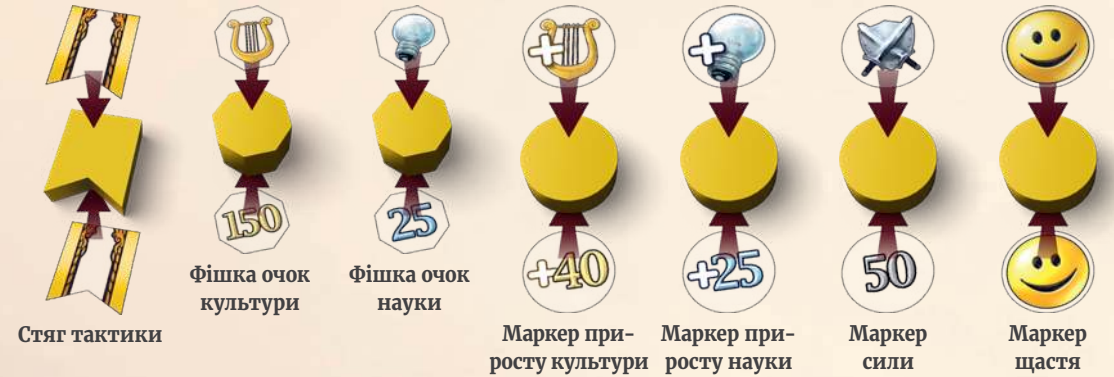 150
25
+40
+25
50
Фішка очок
культури
Фішка очок
науки
Стяг тактики
Маркер при-
росту культури
Маркер при-
росту науки
Маркер
сили
Маркер
щастя